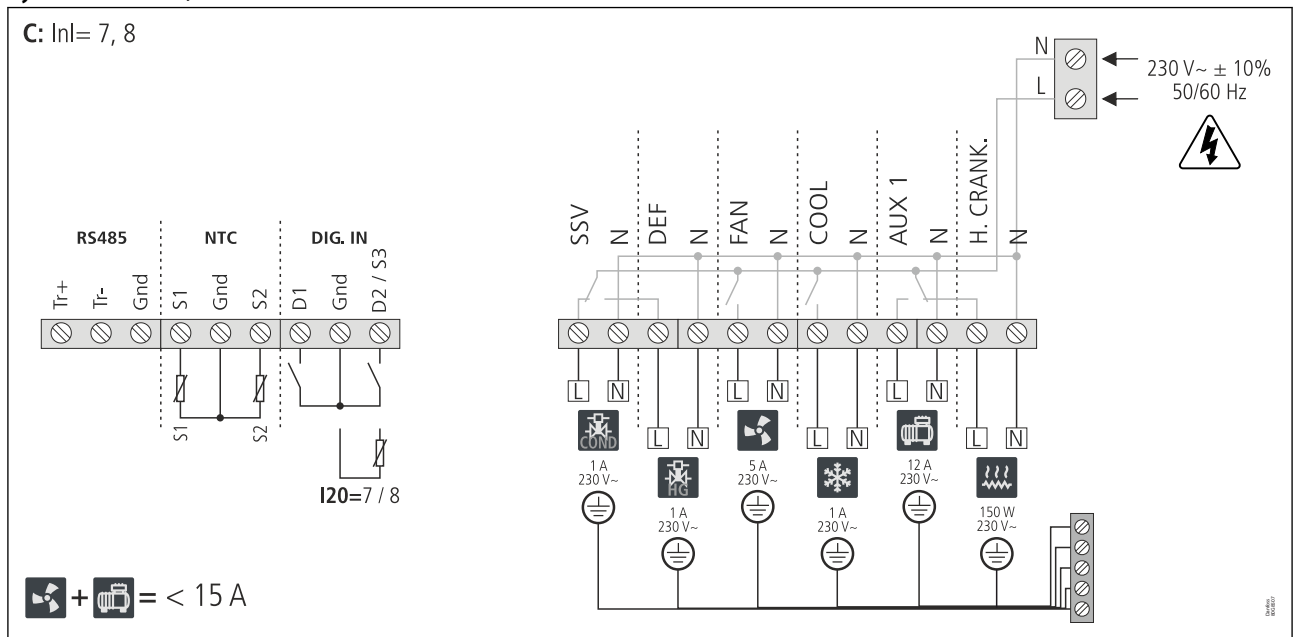 C: InI= 7, 8
N
L
230 V~ ± 10%
50/60 Hz
RS485
NTC
DIG. IN
Tr+
Tr-
Gnd
S1
Gnd
S2
D1
Gnd
D2 / S3
SSV
N
DEF
N
FAN
N
COOL
N
AUX 1
N
H. CRANK.
N
S1
S2
I20=7 / 8
L
N
L
N
L
N
L
N
L
N
L
N
COND
HG
1 A
230 V~
1 A
230 V~
5 A
230 V~
1 A
230 V~
12 A
230 V~
150 W
230 V~
+ = < 15 A
Danfoss